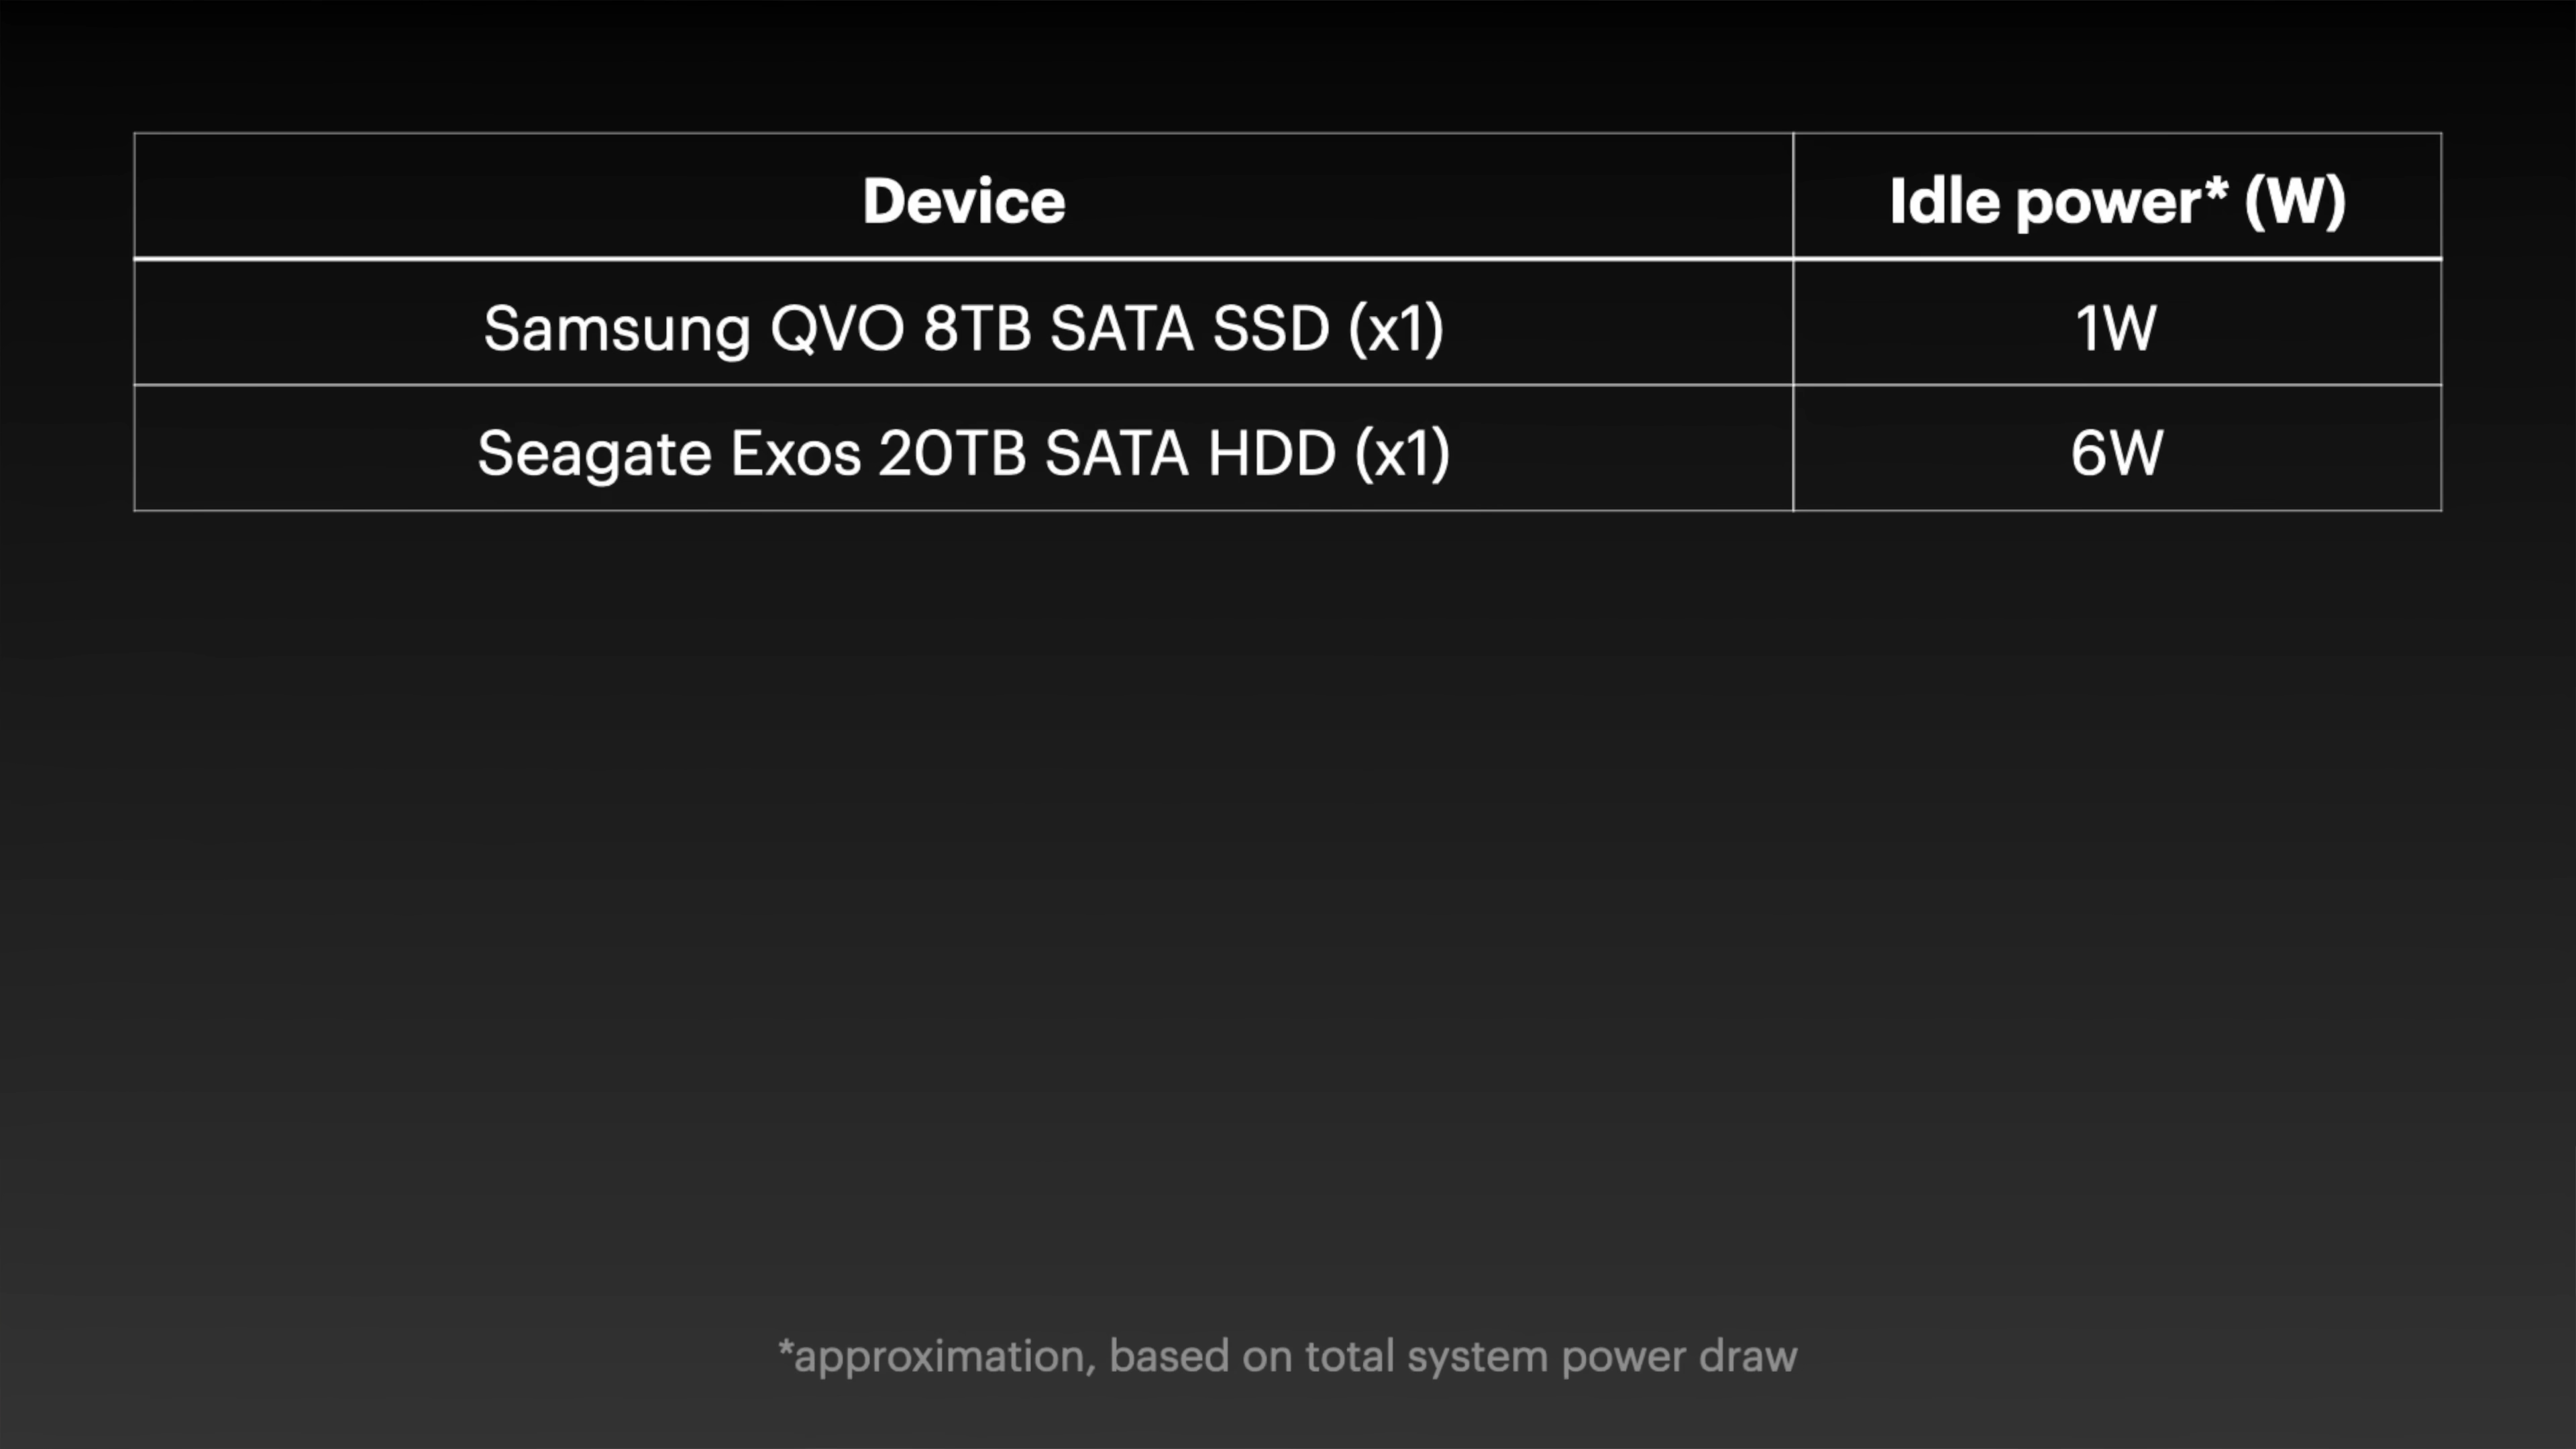 Device Idle power* (W)
Samsung QVO 8TB SATA SSD (x1) 1W
Seagate Exos 20TB SATA HDD (x1) 6W
*approximation, based on total system power draw